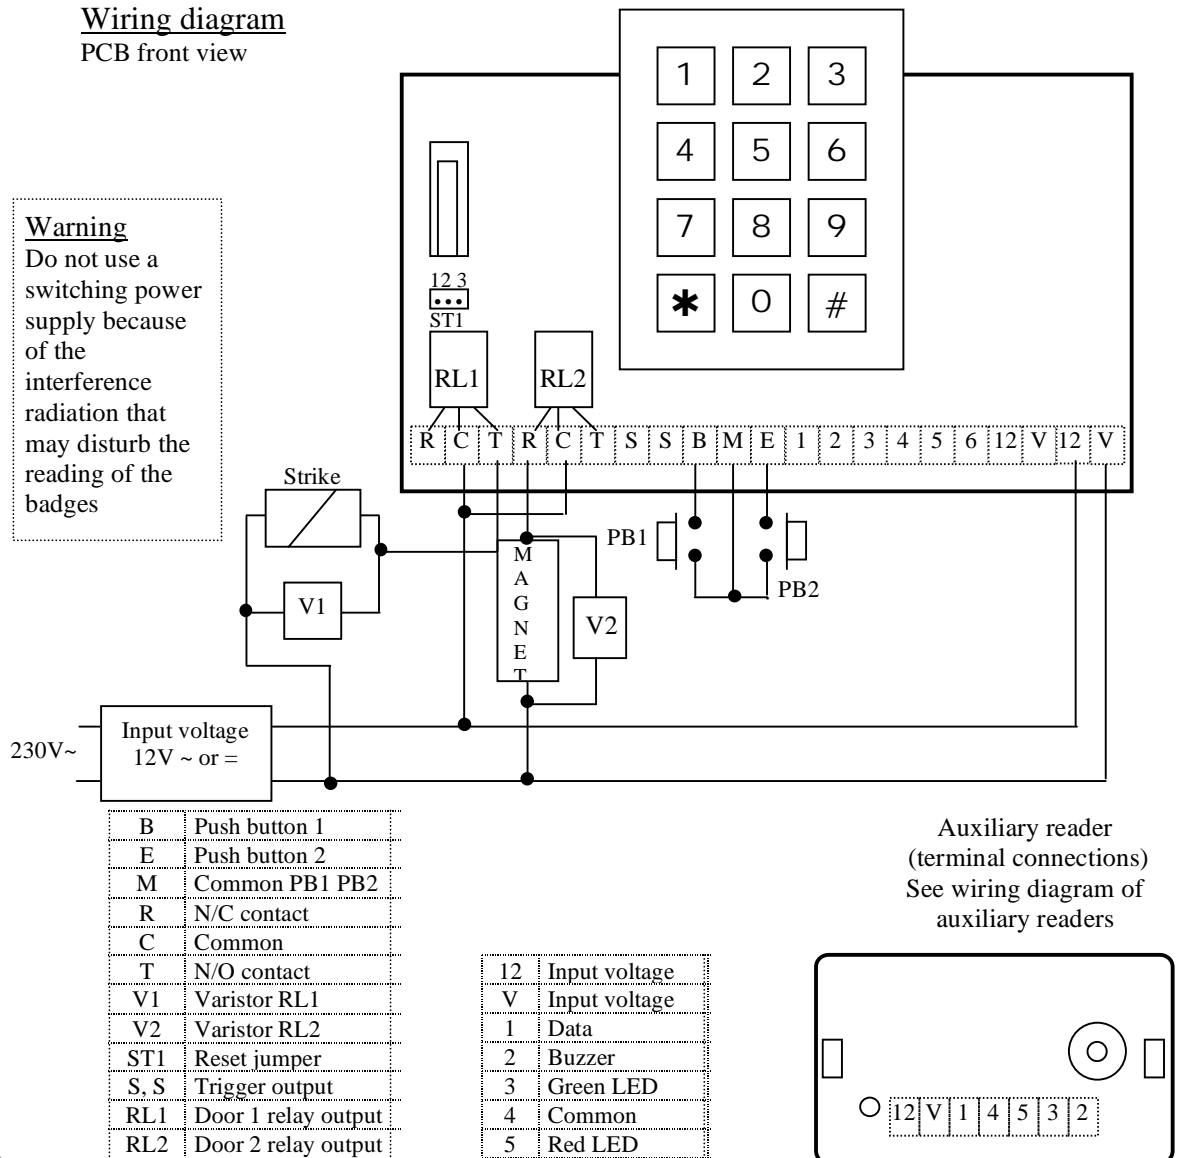 Wiring diagram
PCB front view
1 2 3
4 5 6
7 8 9
✱ 0 #
Warning
Do not use a
switching power
supply because
of the
interference
radiation that
may disturb the
reading of the
badges
12 3
ST1
RL1 RL2
R C T R C T S S B M E 1 2 3 4 5 6 12 V 12 V
Strike
V1
MAGNET
V2
PB1
PB2
230V~
Input voltage
12V ~ or =
B Push button 1
E Push button 2
M Common PB1 PB2
R N/C contact
C Common
T N/O contact
V1 Varistor RL1
V2 Varistor RL2
ST1 Reset jumper
S, S Trigger output
RL1 Door 1 relay output
RL2 Door 2 relay output
12 Input voltage
V Input voltage
1 Data
2 Buzzer
3 Green LED
4 Common
5 Red LED
Auxiliary reader
(terminal connections)
See wiring diagram of
auxiliary readers
12 V 1 4 5 3 2